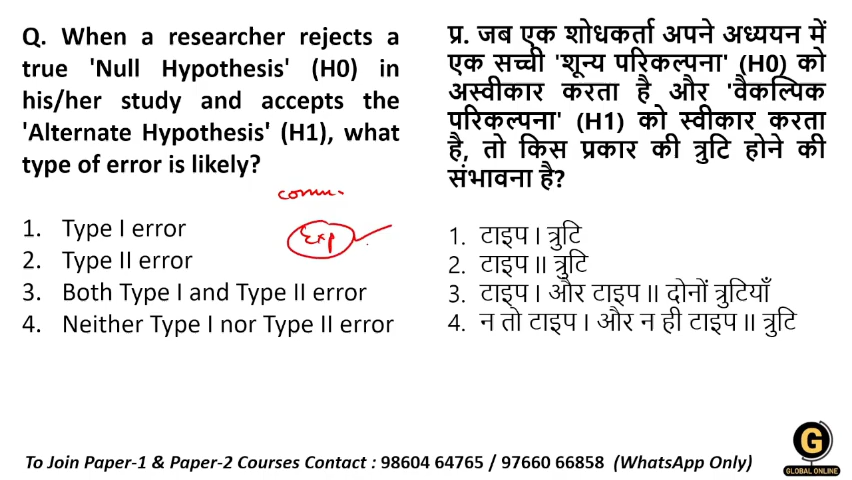 Q. When a researcher rejects a
true 'Null Hypothesis' (H0) in
his/her study and accepts the
'Alternate Hypothesis' (H1), what
type of error is likely?
comm.
Exp
1. Type I error
2. Type II error
3. Both Type I and Type II error
4. Neither Type I nor Type II error
प्र. जब एक शोधकर्ता अपने अध्ययन में
एक सच्ची 'शून्य परिकल्पना' (H0) को
अस्वीकार करता है और 'वैकल्पिक
परिकल्पना' (H1) को स्वीकार करता
है, तो किस प्रकार की त्रुटि होने की
संभावना है?
1. टाइप I त्रुटि
2. टाइप II त्रुटि
3. टाइप I और टाइप II दोनों त्रुटियाँ
4. न तो टाइप I और न ही टाइप II त्रुटि
To Join Paper-1 & Paper-2 Courses Contact : 98604 64765 / 97660 66858 (WhatsApp Only)
G
GLOBAL ONLINE